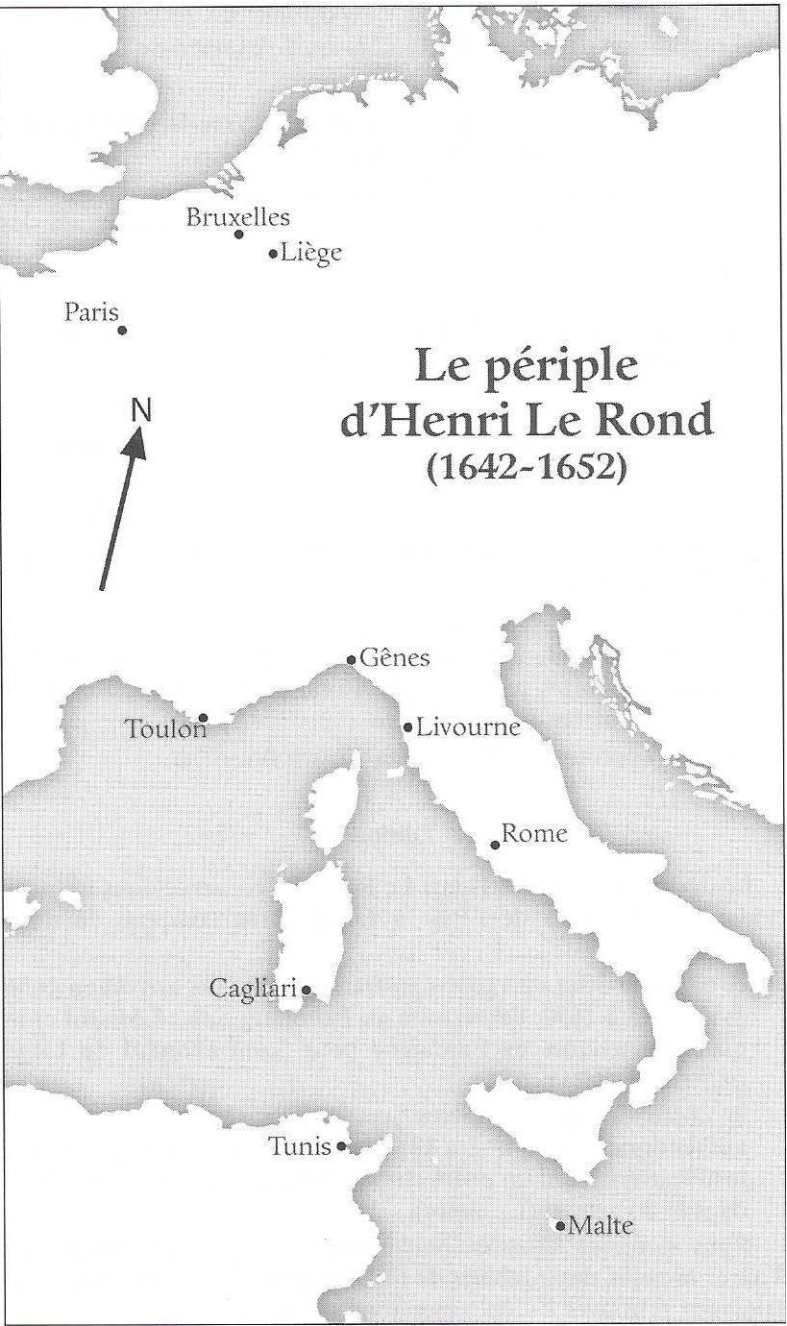 Bruxelles
Liège
Paris
Le périple
d'Henri Le Rond
(1642-1652)
N
Gênes
Toulon
Livourne
Rome
Cagliari
Tunis
Malte